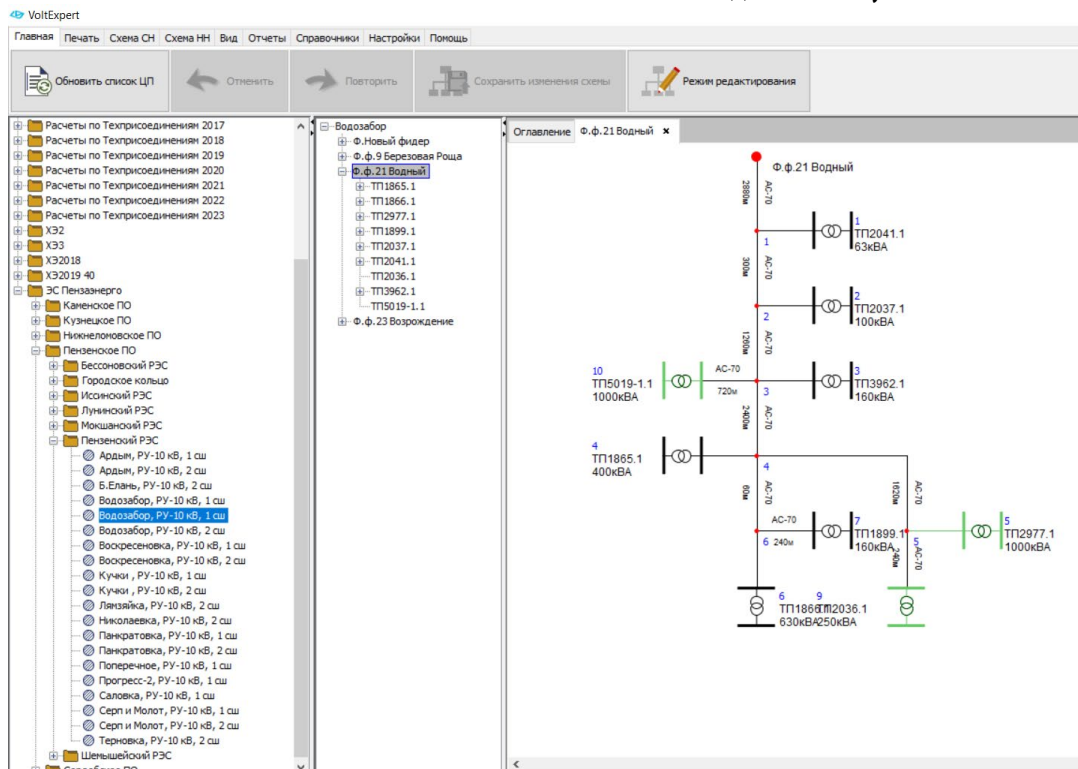 VoltExpert
Главная Печать Схема СН Схема НН Вид Отчеты Справочники Настройки Помощь
Обновить список ЦП Отменить Повторить Сохранить изменения схемы Режим редактирования
Расчеты по Техприсоединениям 2017
Расчеты по Техприсоединениям 2018
Расчеты по Техприсоединениям 2019
Расчеты по Техприсоединениям 2020
Расчеты по Техприсоединениям 2021
Расчеты по Техприсоединениям 2022
Расчеты по Техприсоединениям 2023
ХЭ2
ХЭ3
ХЭ2018
ХЭ2019 40
ЭС Пензаэнерго
Каменское ПО
Кузнецкое ПО
Нижнеломовское ПО
Пензенское ПО
Бессоновский РЭС
Городское кольцо
Иссинский РЭС
Лунинский РЭС
Мокшанский РЭС
Пензенский РЭС
Ардым, РУ-10 кВ, 1 сш
Ардым, РУ-10 кВ, 2 сш
Б.Елань, РУ-10 кВ, 2 сш
Водозабор, РУ-10 кВ, 1 сш
Водозабор, РУ-10 кВ, 1 сш
Водозабор, РУ-10 кВ, 2 сш
Воскресеновка, РУ-10 кВ, 1 сш
Воскресеновка, РУ-10 кВ, 2 сш
Кучки , РУ-10 кВ, 1 сш
Кучки , РУ-10 кВ, 2 сш
Лямзяйка, РУ-10 кВ, 2 сш
Николаевка, РУ-10 кВ, 2 сш
Панкратовка, РУ-10 кВ, 1 сш
Панкратовка, РУ-10 кВ, 2 сш
Поперечное, РУ-10 кВ, 1 сш
Прогресс-2, РУ-10 кВ, 1 сш
Саловка, РУ-10 кВ, 1 сш
Серп и Молот, РУ-10 кВ, 1 сш
Серп и Молот, РУ-10 кВ, 2 сш
Терновка, РУ-10 кВ, 2 сш
Шемышейский РЭС
Водозабор
Ф.Новый фидер
Ф.ф.9 Березовая Роща
Ф.ф.21 Водный
ТП1865.1
ТП1866.1
ТП2977.1
ТП1899.1
ТП2037.1
ТП2041.1
ТП2036.1
ТП3962.1
ТП5019-1.1
Ф.ф.23 Возрождение
Оглавление Ф.ф.21 Водный
Ф.ф.21 Водный
2880м АС-70
1
ТП2041.1
63кВА
1
300м АС-70
2
ТП2037.1
100кВА
2
1260м АС-70
10
ТП5019-1.1
1000кВА
АС-70
720м
3
ТП3962.1
160кВА
3
2400м АС-70
4
ТП1865.1
400кВА
4
60м АС-70
1620м АС-70
АС-70
6 240м
7
ТП1899.1
160кВА
5
240м АС-70
5
ТП2977.1
1000кВА
6
ТП1866.1
630кВА
9
ТП2036.1
250кВА